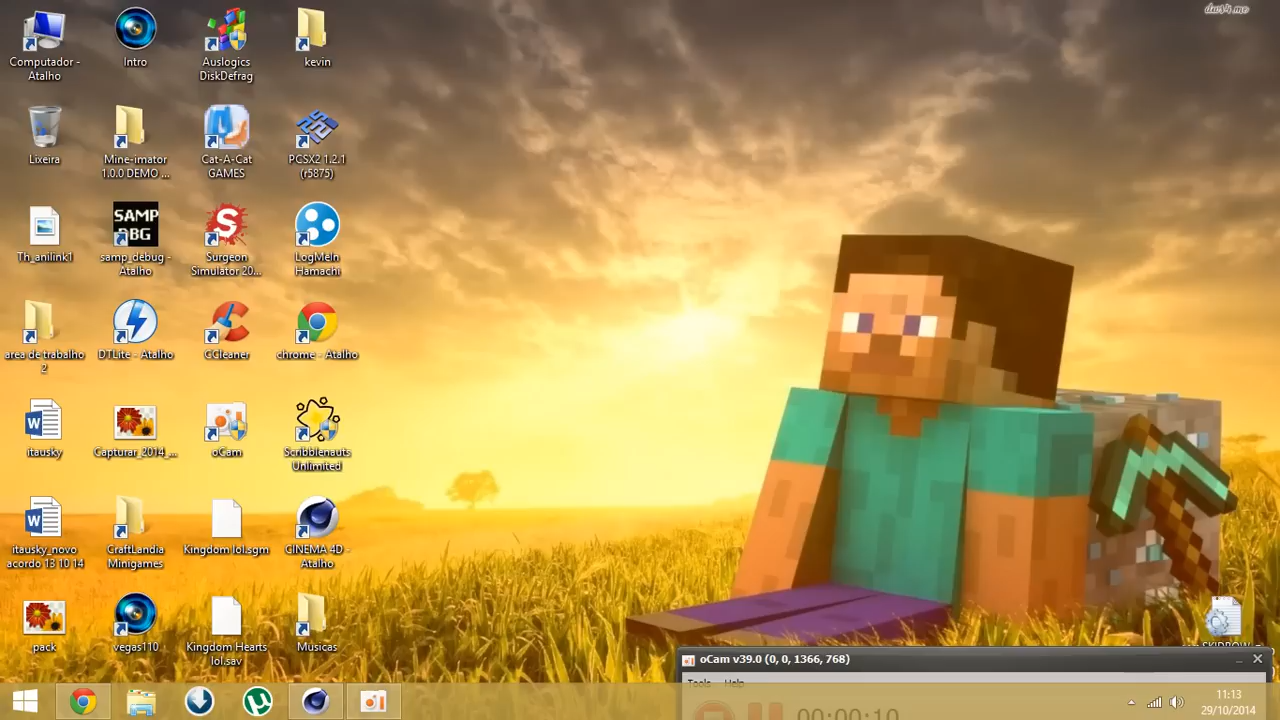 Computador -
Atalho
Intro
Auslogics
DiskDefrag
kevin
Lixeira
Mine-imator
1.0.0 DEMO ...
Cat-A-Cat
GAMES
PCSX2 1.2.1
(r5875)
Th_anilink1
SAMP
DBG
samp_debug -
Atalho
Surgeon
Simulator 20...
LogMeIn
Hamachi
area de trabalho
2
DTLite - Atalho
CCleaner
chrome - Atalho
itausky
Capturar_2014_...
oCam
Scribblenauts
Unlimited
itausky_novo
acordo 13 10 14
CraftLandia
Minigames
Kingdom lol.sgm
CINEMA 4D -
Atalho
pack
vegas110
Kingdom Hearts
lol.sav
Músicas
oCam v39.0 (0, 0, 1366, 768)
Tools Help
00:00:10
11:13
29/10/2014